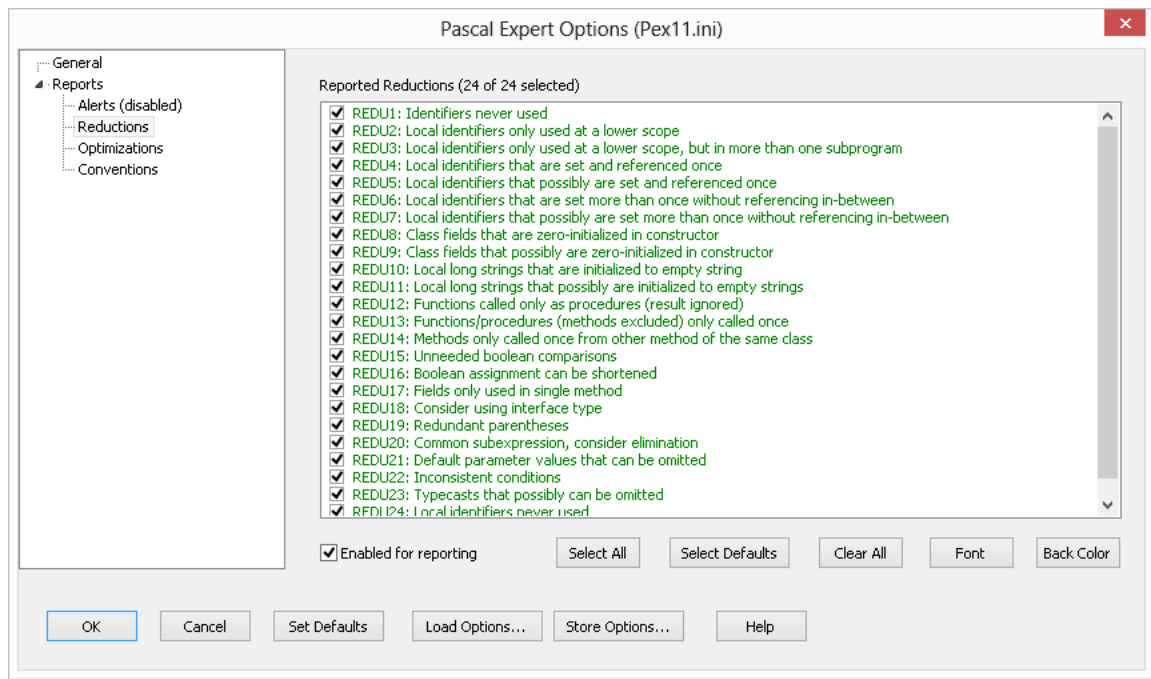 Pascal Expert Options (Pex11.ini)
General
Reports
Alerts (disabled)
Reductions
Optimizations
Conventions
Reported Reductions (24 of 24 selected)
REDU1: Identifiers never used
REDU2: Local identifiers only used at a lower scope
REDU3: Local identifiers only used at a lower scope, but in more than one subprogram
REDU4: Local identifiers that are set and referenced once
REDU5: Local identifiers that possibly are set and referenced once
REDU6: Local identifiers that are set more than once without referencing in-between
REDU7: Local identifiers that possibly are set more than once without referencing in-between
REDU8: Class fields that are zero-initialized in constructor
REDU9: Class fields that possibly are zero-initialized in constructor
REDU10: Local long strings that are initialized to empty string
REDU11: Local long strings that possibly are initialized to empty strings
REDU12: Functions called only as procedures (result ignored)
REDU13: Functions/procedures (methods excluded) only called once
REDU14: Methods only called once from other method of the same class
REDU15: Unneeded boolean comparisons
REDU16: Boolean assignment can be shortened
REDU17: Fields only used in single method
REDU18: Consider using interface type
REDU19: Redundant parentheses
REDU20: Common subexpression, consider elimination
REDU21: Default parameter values that can be omitted
REDU22: Inconsistent conditions
REDU23: Typecasts that possibly can be omitted
REDU24: Local identifiers never used
Enabled for reporting
Select All
Select Defaults
Clear All
Font
Back Color
OK
Cancel
Set Defaults
Load Options...
Store Options...
Help